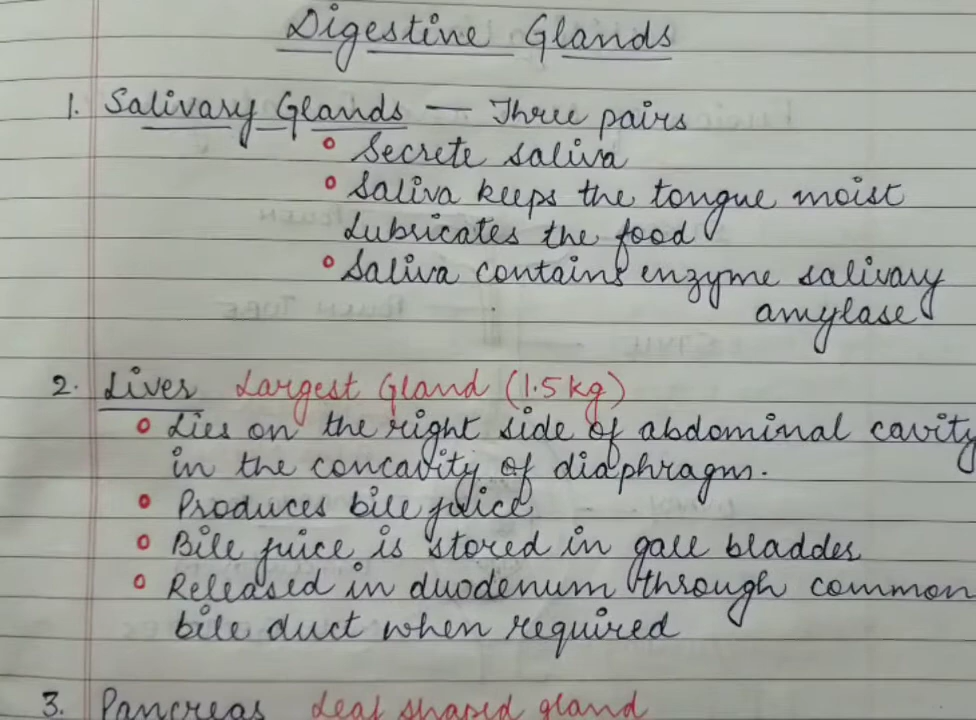 Digestive Glands
1. Salivary Glands — Three pairs
• Secrete saliva
• Saliva keeps the tongue moist
Lubricates the food
• Saliva contains enzyme salivary
amylase
2. Liver Largest Gland (1.5 kg)
• Lies on the right side of abdominal cavity
in the concavity of diaphragm.
• Produces bile juice
• Bile juice is stored in gall bladder
• Released in duodenum through common
bile duct when required
3. Pancreas Leaf shaped gland